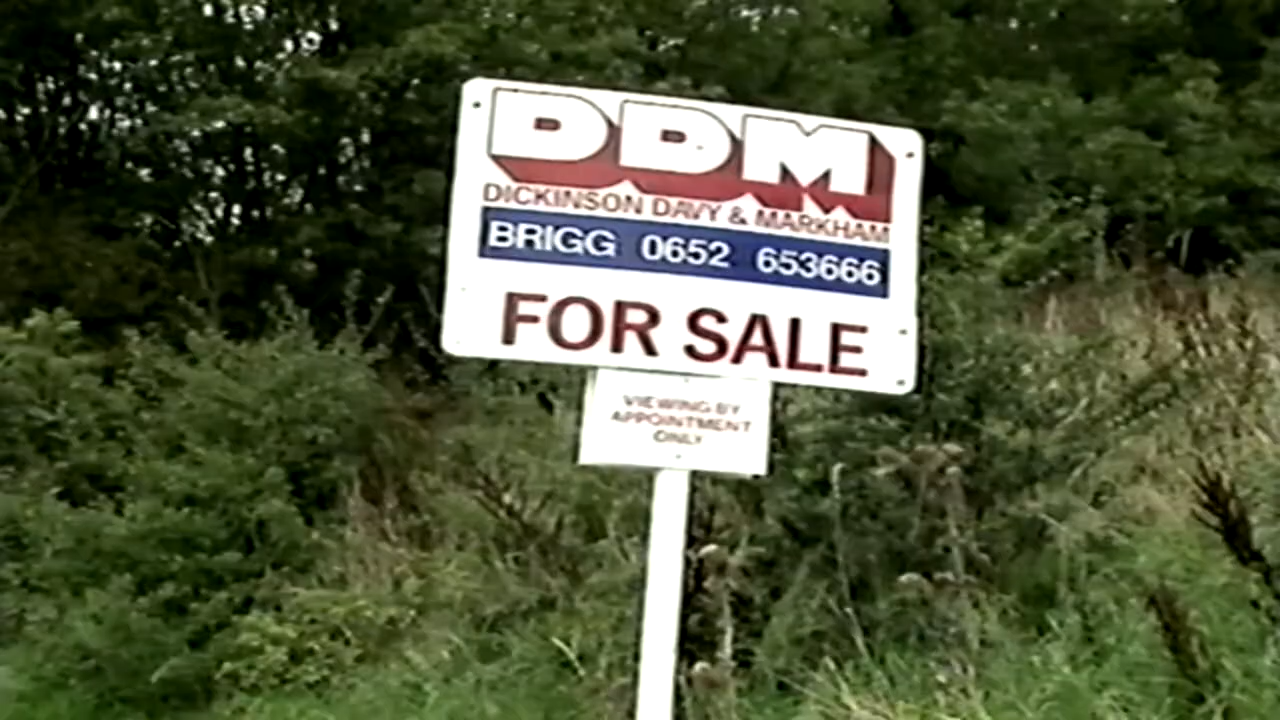 DDM
DICKINSON DAVY & MARKHAM
BRIGG 0652 653666
FOR SALE
VIEWING BY
APPOINTMENT
ONLY